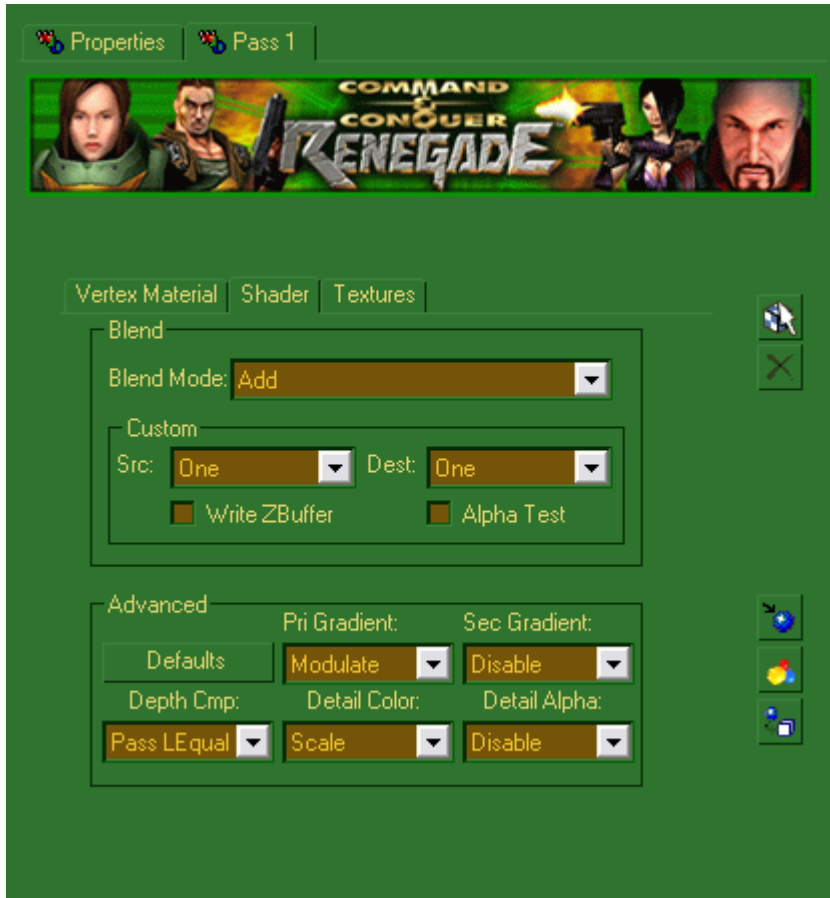 Properties Pass 1
COMMAND
&
CONQUER
RENEGADE
Vertex Material Shader Textures
Blend
Blend Mode: Add
Custom
Src: One Dest: One
Write ZBuffer Alpha Test
Advanced
Pri Gradient: Sec Gradient:
Defaults Modulate Disable
Depth Cmp: Detail Color: Detail Alpha:
Pass LEqual Scale Disable